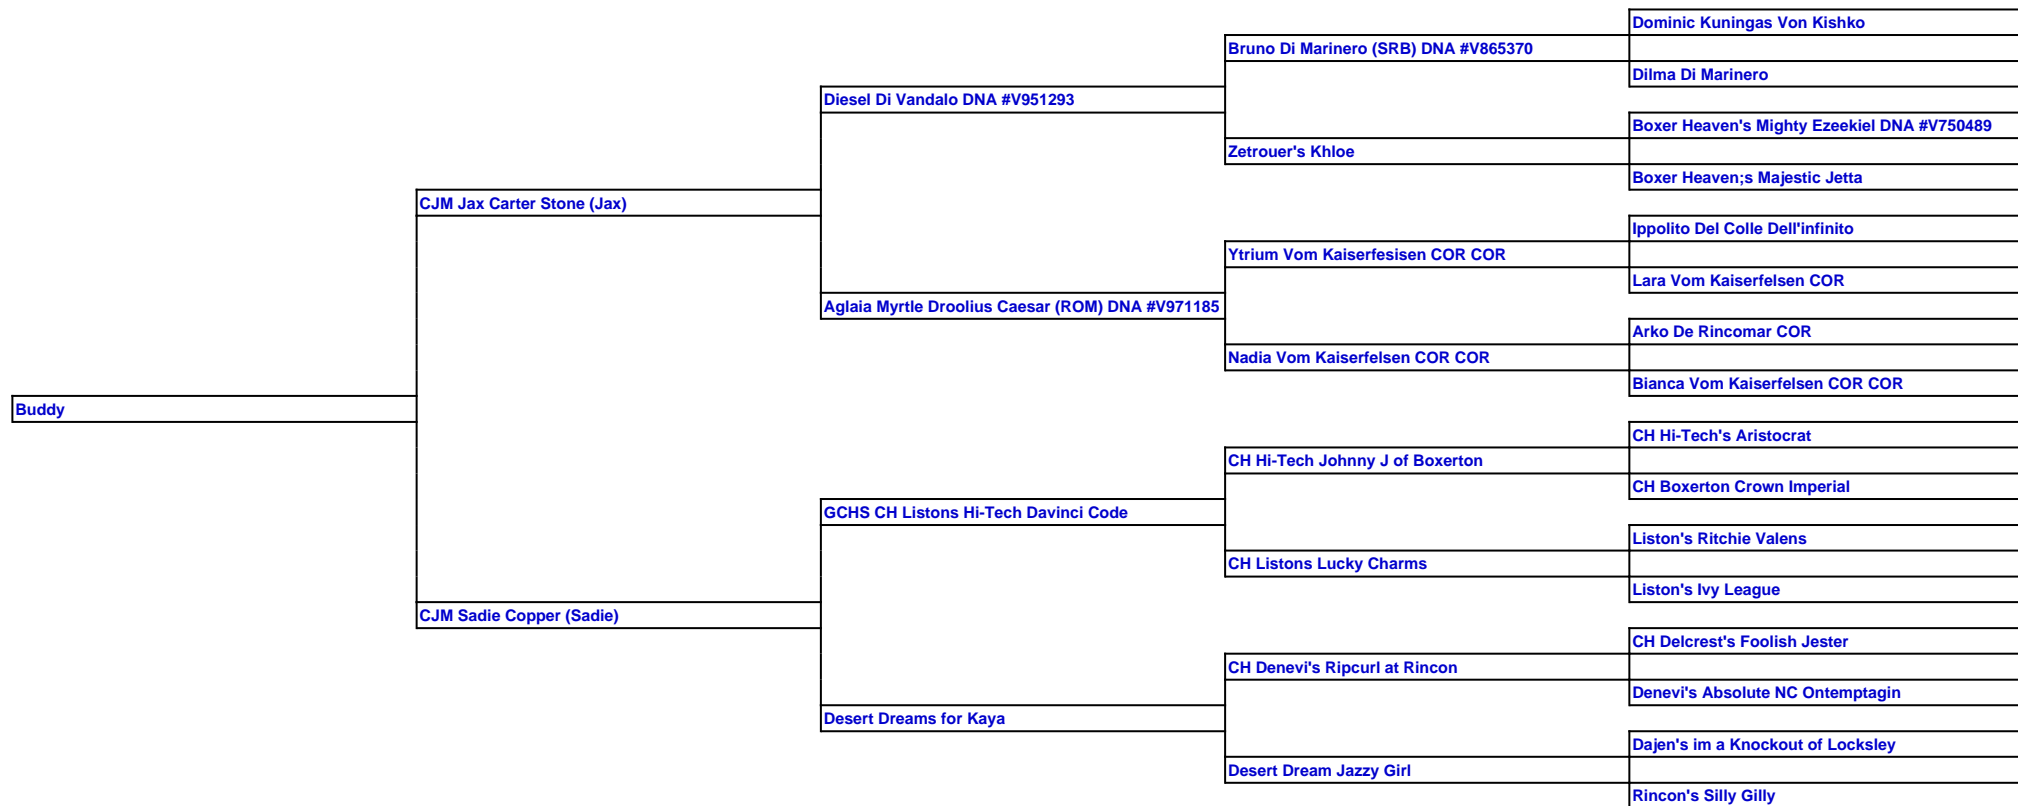 Dominic Kuningas Von Kishko
Bruno Di Marinero (SRB) DNA #V865370
Dilma Di Marinero
Diesel Di Vandalo DNA #V951293
Boxer Heaven's Mighty Ezeekiel DNA #V750489
Zetrouer's Khloe
Boxer Heaven;s Majestic Jetta
CJM Jax Carter Stone (Jax)
Ippolito Del Colle Dell'infinito
Ytrium Vom Kaiserfesisen COR COR
Lara Vom Kaiserfelsen COR
Aglaia Myrtle Droolius Caesar (ROM) DNA #V971185
Arko De Rincomar COR
Nadia Vom Kaiserfelsen COR COR
Bianca Vom Kaiserfelsen COR COR
Buddy
CH Hi-Tech's Aristocrat
CH Hi-Tech Johnny J of Boxerton
CH Boxerton Crown Imperial
GCHS CH Listons Hi-Tech Davinci Code
Liston's Ritchie Valens
CH Listons Lucky Charms
Liston's Ivy League
CJM Sadie Copper (Sadie)
CH Delcrest's Foolish Jester
CH Denevi's Ripcurl at Rincon
Denevi's Absolute NC Ontemptagin
Desert Dreams for Kaya
Dajen's im a Knockout of Locksley
Desert Dream Jazzy Girl
Rincon's Silly Gilly